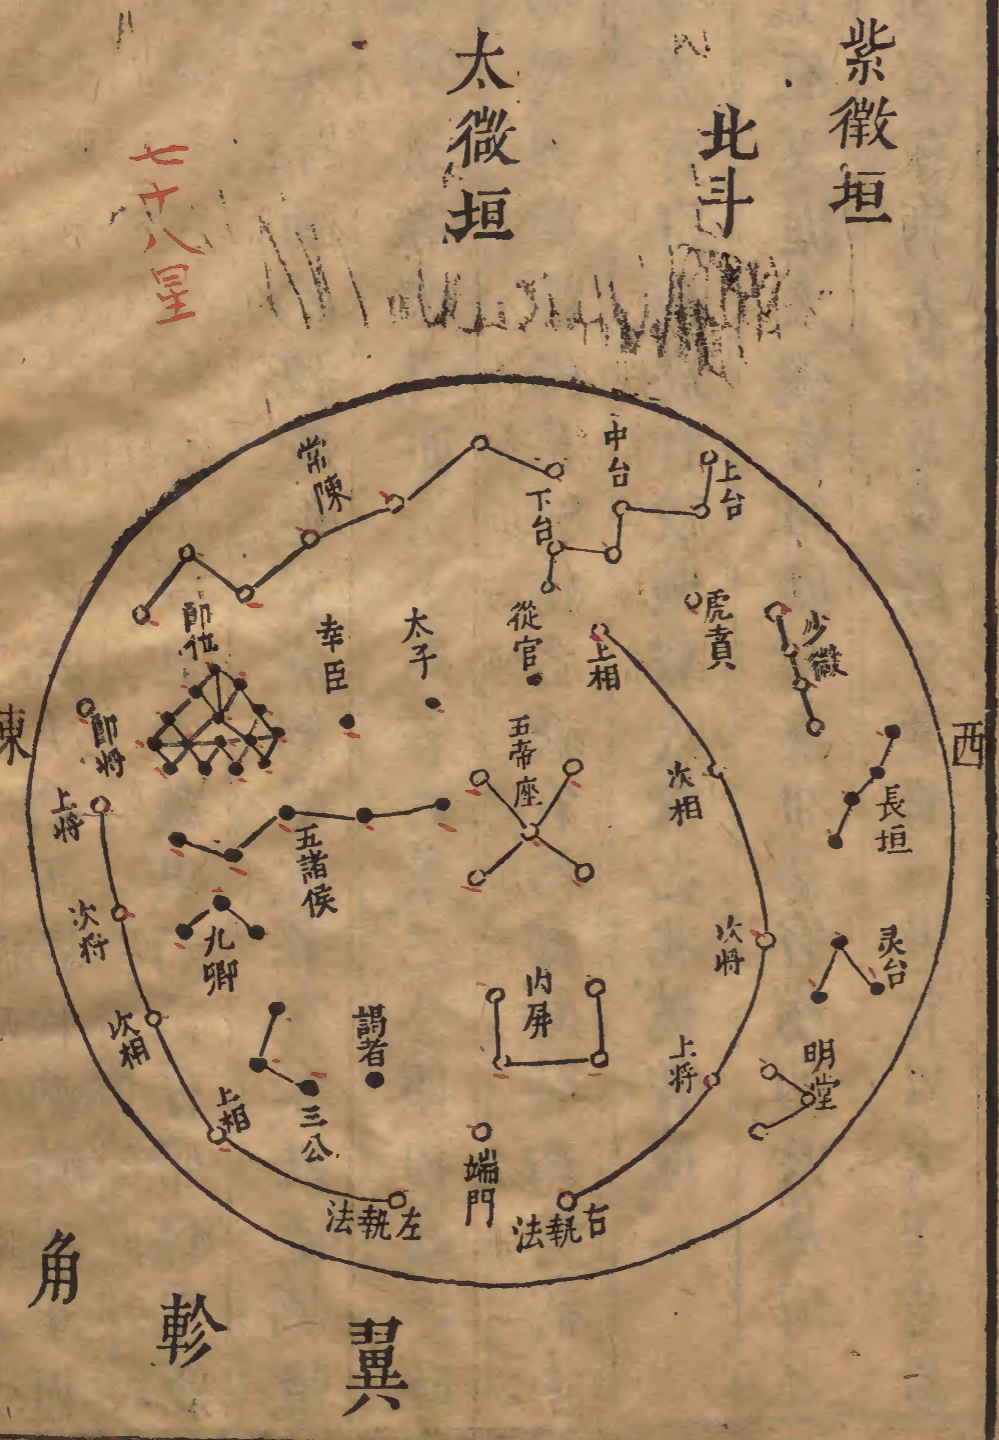 紫微垣
北斗
太微垣
七十八星
上台
中台
下台
常陳
少微
虎賁
上相
從官
太子
幸臣
郎位
郎将
東
西
長垣
次相
五帝座
五諸侯
上将
次将
九卿
灵台
次将
内屏
謁者
次相
明堂
上将
三公
上相
端門
右執法
左執法
角
軫
翼